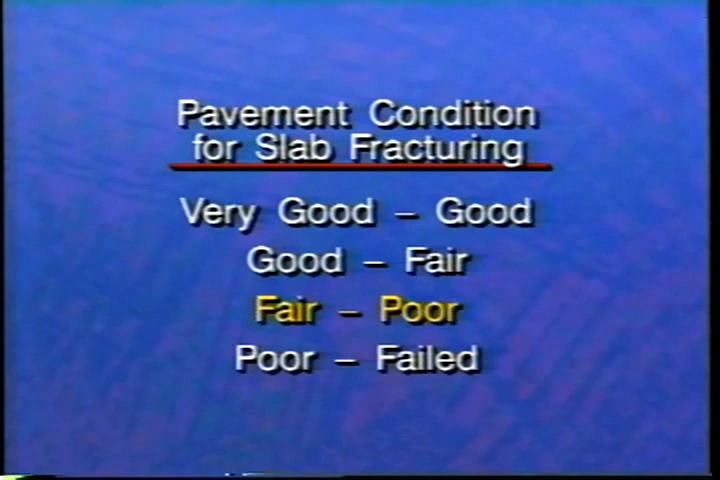 Pavement Condition
for Slab Fracturing
Very Good – Good
Good – Fair
Fair – Poor
Poor – Failed